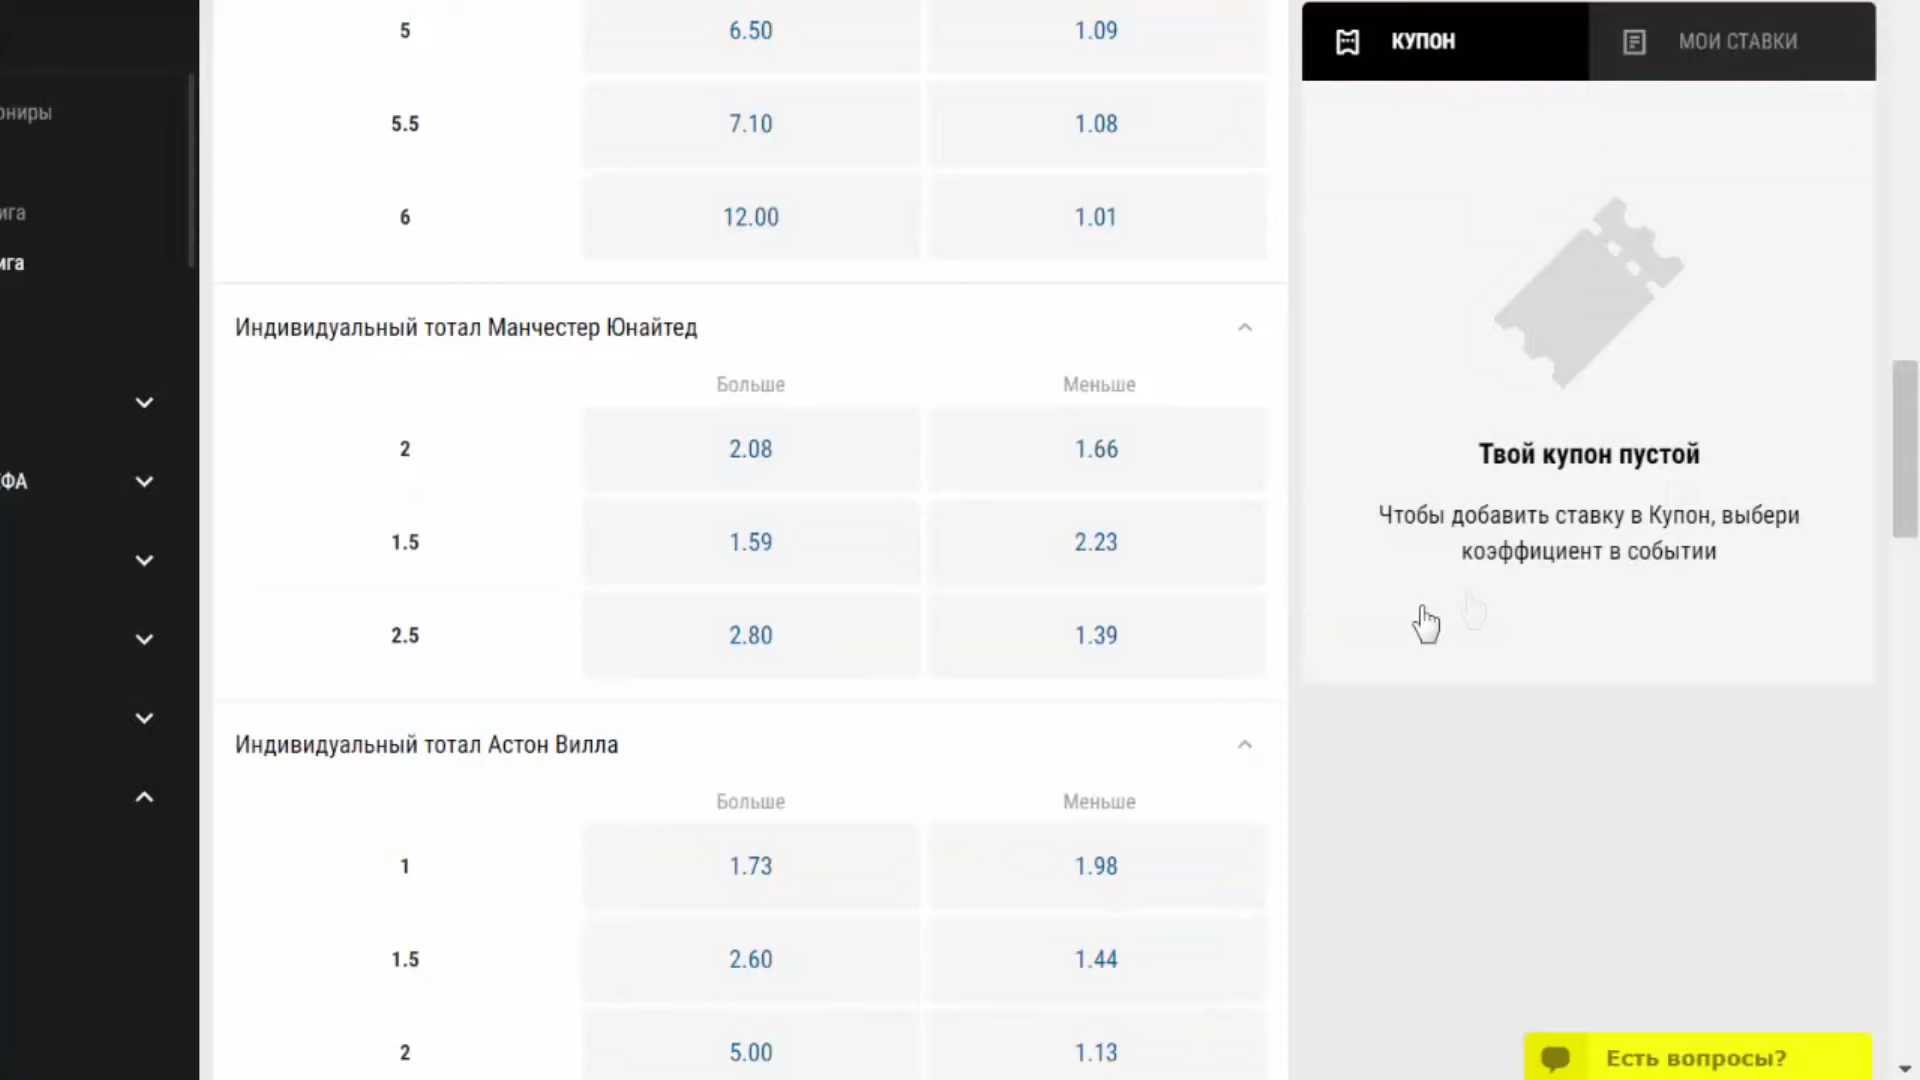 5 6.50 1.09
5.5 7.10 1.08
6 12.00 1.01
Индивидуальный тотал Манчестер Юнайтед
Больше Меньше
2 2.08 1.66
1.5 1.59 2.23
2.5 2.80 1.39
Индивидуальный тотал Астон Вилла
Больше Меньше
1 1.73 1.98
1.5 2.60 1.44
2 5.00 1.13
КУПОН
МОИ СТАВКИ
Твой купон пустой
Чтобы добавить ставку в Купон, выбери
коэффициент в событии
Есть вопросы?